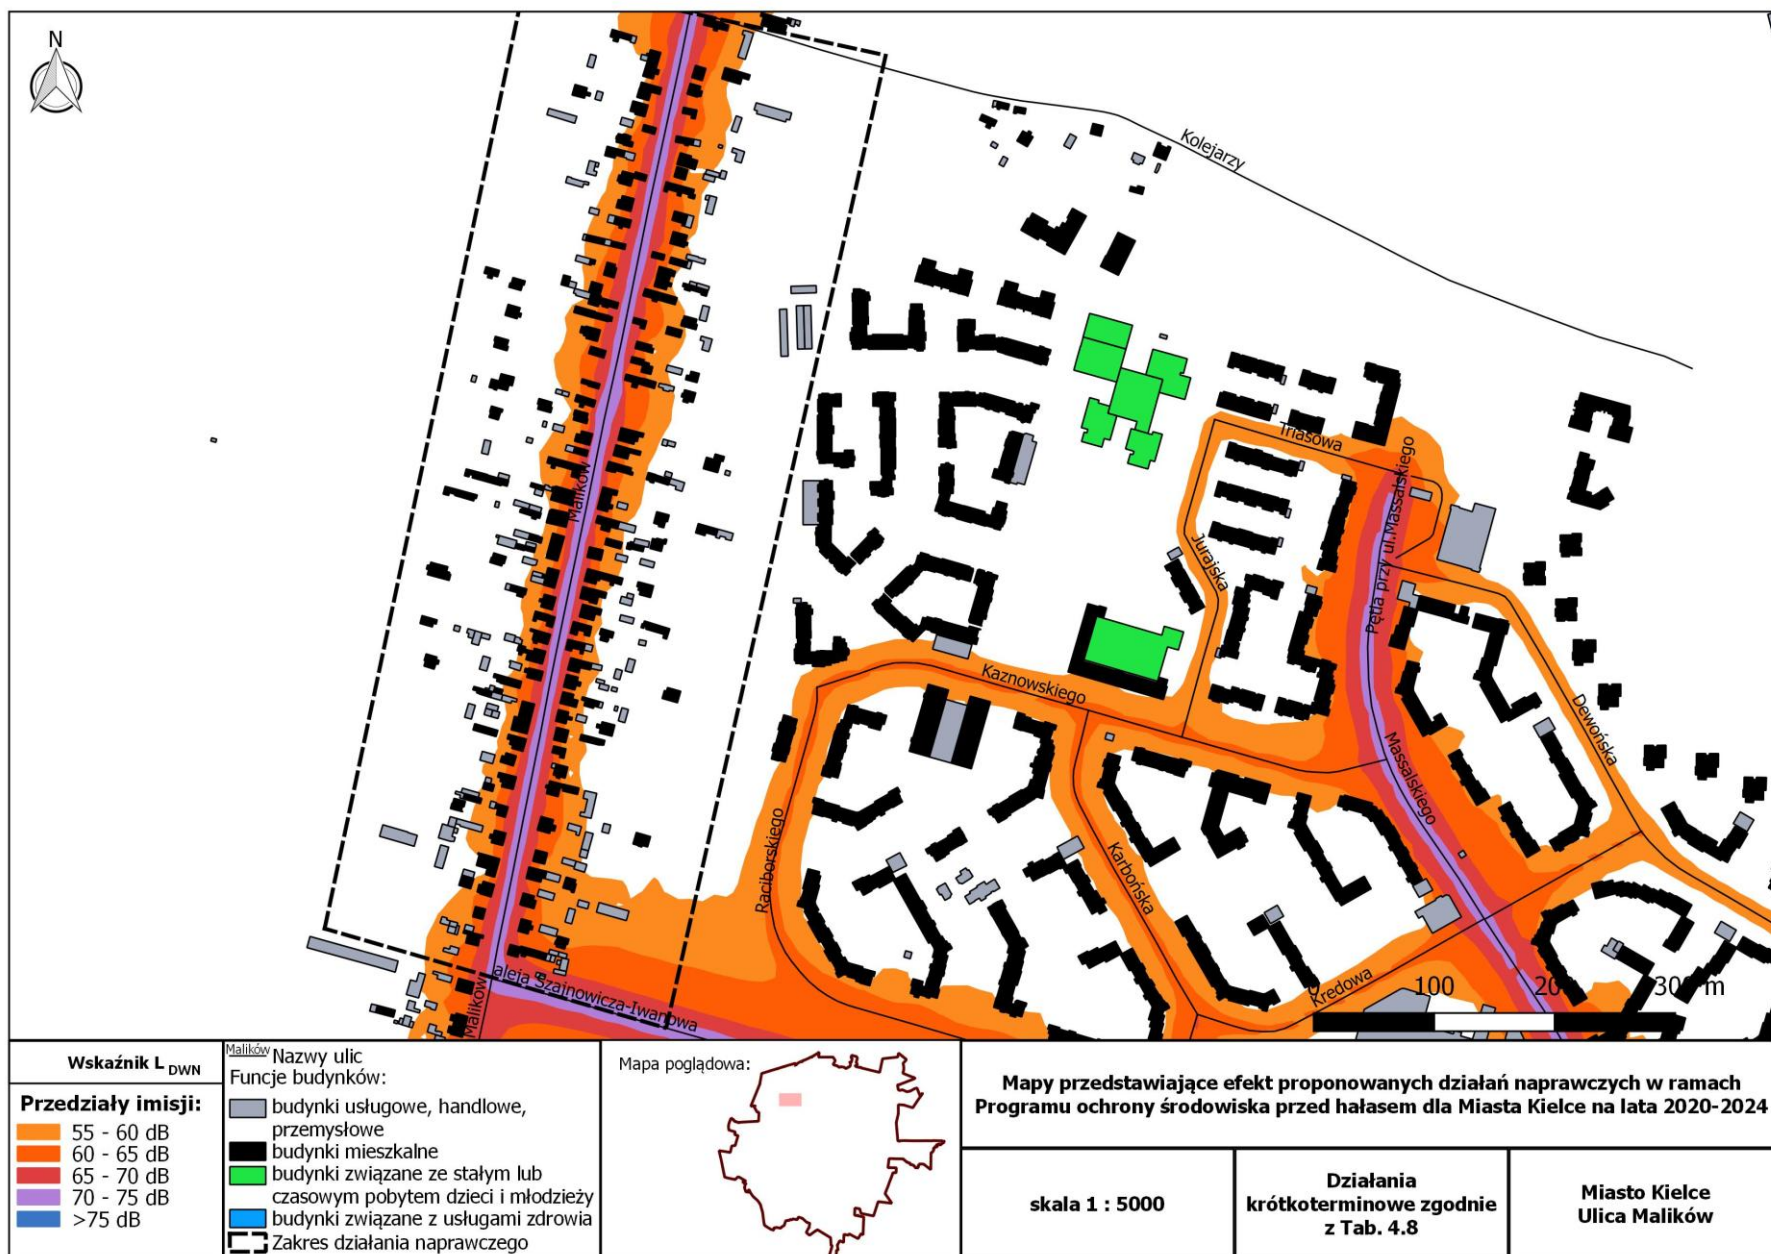 N
Kolejarzy
Triasowa
Pętla przy ul.Massalskiego
Malików
Jurajska
Kaznowskiego
Dewońska
Massalskiego
Raciborskiego
Karbońska
aleja Szajnowicza-Iwanowa
Malików
Kredowa
0 100 200 300 m
Wskaźnik L DWN
Przedziały imisji:
55 - 60 dB
60 - 65 dB
65 - 70 dB
70 - 75 dB
>75 dB
Malików Nazwy ulic
Funcje budynków:
budynki usługowe, handlowe,
przemysłowe
budynki mieszkalne
budynki związane ze stałym lub
czasowym pobytem dzieci i młodzieży
budynki związane z usługami zdrowia
Zakres działania naprawczego
Mapa poglądowa:
Mapy przedstawiające efekt proponowanych działań naprawczych w ramach
Programu ochrony środowiska przed hałasem dla Miasta Kielce na lata 2020-2024
skala 1 : 5000
Działania
krótkoterminowe zgodnie
z Tab. 4.8
Miasto Kielce
Ulica Malików